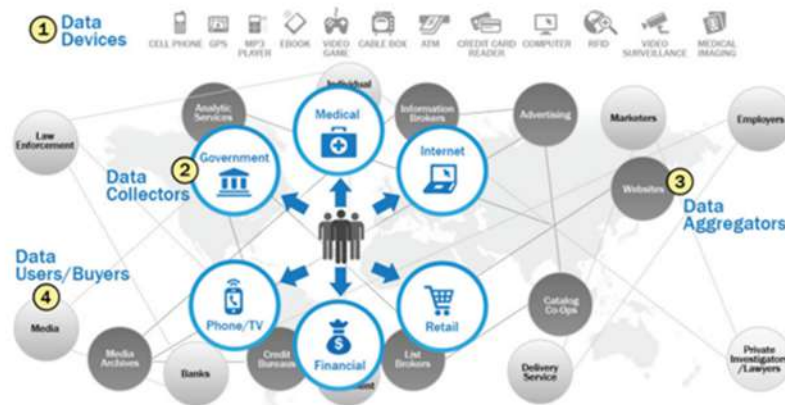 1 Data
Devices
CELL PHONE
GPS
MP3
PLAYER
EBOOK
VIDEO
GAME
CABLE BOX
ATM
CREDIT CARD
READER
COMPUTER
RFID
VIDEO
SURVEILLANCE
MEDICAL
IMAGING
Individual
Analytic
Services
Medical
Information
Brokers
Advertising
Marketers
Employers
Law
Enforcement
Government
Internet
2
Data
Collectors
Websites
3
Data
Aggregators
Data
Users/Buyers
4
Media
Phone/TV
Retail
Catalog
Co-Ops
Media
Archives
Banks
Credit
Bureaus
Financial
$
List
Brokers
Delivery
Service
Private
Investigators
/Lawyers